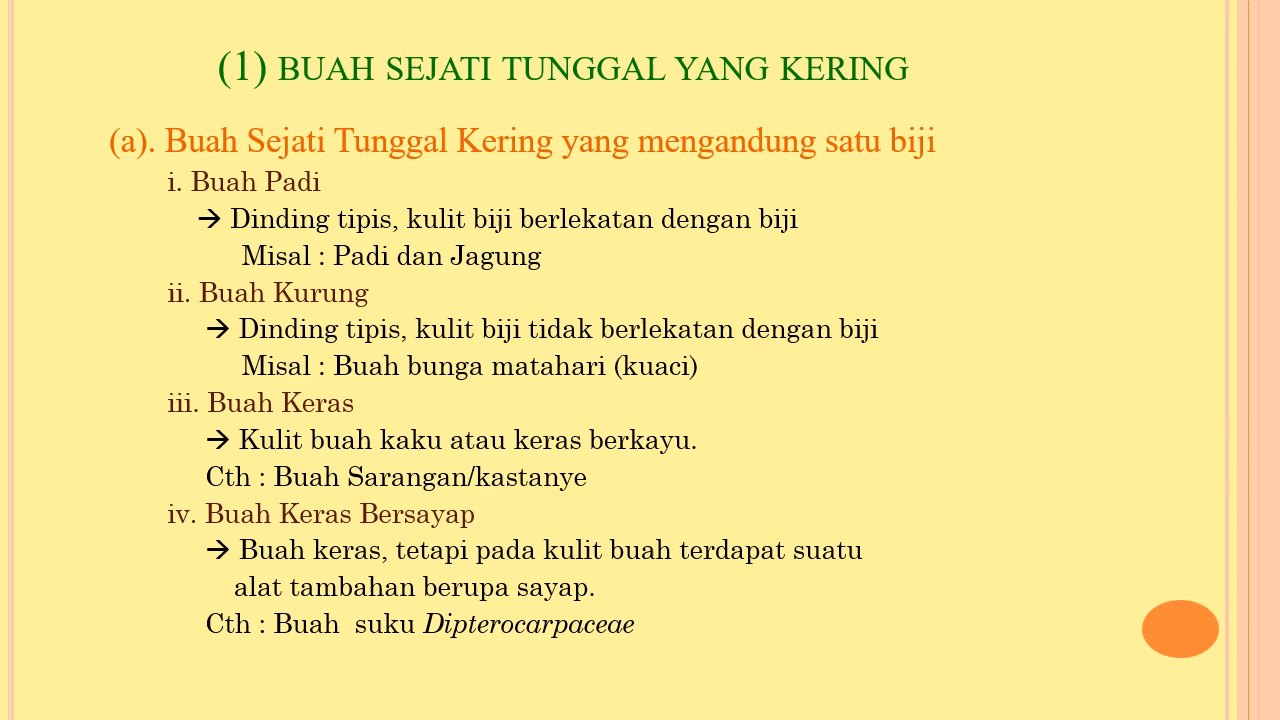 (1) BUAH SEJATI TUNGGAL YANG KERING
(a). Buah Sejati Tunggal Kering yang mengandung satu biji
i. Buah Padi
→ Dinding tipis, kulit biji berlekatan dengan biji
Misal : Padi dan Jagung
ii. Buah Kurung
→ Dinding tipis, kulit biji tidak berlekatan dengan biji
Misal : Buah bunga matahari (kuaci)
iii. Buah Keras
→ Kulit buah kaku atau keras berkayu.
Cth : Buah Sarangan/kastanye
iv. Buah Keras Bersayap
→ Buah keras, tetapi pada kulit buah terdapat suatu
alat tambahan berupa sayap.
Cth : Buah  suku Dipterocarpaceae